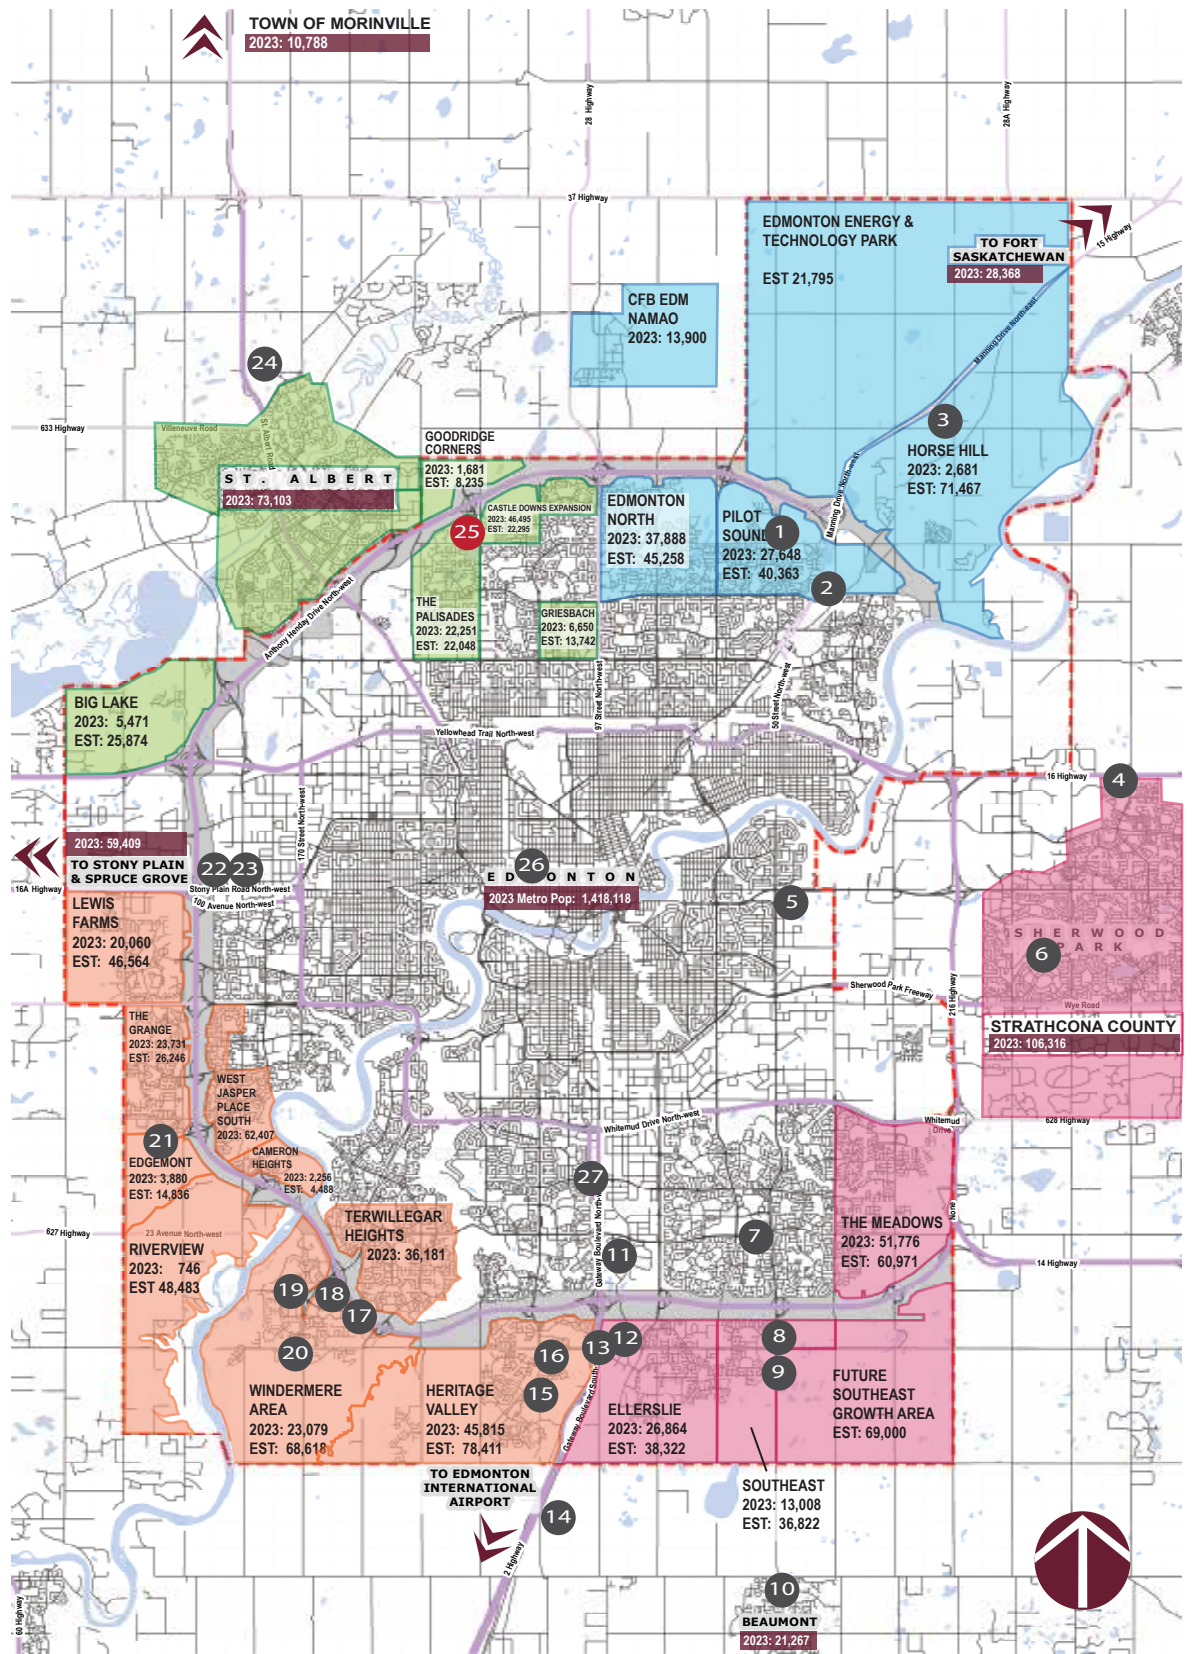 TOWN OF MORINVILLE
2023: 10,788
28 Highway
28A Highway
37 Highway
15 Highway
EDMONTON ENERGY &
TECHNOLOGY PARK
EST 21,795
TO FORT
SASKATCHEWAN
2023: 28,368
Manning Drive North-east
CFB EDM
NAMAO
2023: 13,900
24
633 Highway
Villeneuve Road
St. Albert Road
3
HORSE HILL
2023: 2,681
EST: 71,467
Manning Drive North-west
Manning Drive North-west
GOODRIDGE
CORNERS
2023: 1,681
EST: 8,235
ST. ALBERT
2023: 73,103
CASTLE DOWNS EXPANSION
2023: 46,495
EST: 22,295
25
EDMONTON
NORTH
2023: 37,888
EST: 45,258
PILOT
SOUND
2023: 27,648
EST: 40,363
1
2
THE
PALISADES
2023: 22,251
EST: 22,048
GRIESBACH
2023: 6,650
EST: 13,742
Anthony Henday Drive North-west
97 Street North-west
50 Street North-west
BIG LAKE
2023: 5,471
EST: 25,874
Yellowhead Trail North-west
16 Highway
4
170 Street North-west
2023: 59,409
TO STONY PLAIN
& SPRUCE GROVE
22
23
16A Highway
Stony Plain Road North-west
100 Avenue North-west
26
EDMONTON
2023 Metro Pop: 1,418,118
5
LEWIS
FARMS
2023: 20,060
EST: 46,564
SHERWOOD
PARK
6
Sherwood Park Freeway
216 Highway
Wye Road
STRATHCONA COUNTY
2023: 106,316
THE
GRANGE
2023: 23,731
EST: 26,246
WEST
JASPER
PLACE
SOUTH
2023: 62,407
Whitemud Drive North-west
Whitemud
Drive
628 Highway
21
EDGEMONT
2023: 3,880
EST: 14,836
CAMERON
HEIGHTS
2023: 2,256
EST: 4,488
27
Gateway Boulevard North-w
TERWILLEGAR
HEIGHTS
2023: 36,181
627 Highway
23 Avenue North-west
RIVERVIEW
2023: 746
EST 48,483
THE MEADOWS
2023: 51,776
EST: 60,971
None
14 Highway
7
11
19
18
17
20
16
15
13
12
8
9
WINDERMERE
AREA
2023: 23,079
EST: 68,618
HERITAGE
VALLEY
2023: 45,815
EST: 78,411
Gateway Boulevard South-
ELLERSLIE
2023: 26,864
EST: 38,322
FUTURE
SOUTHEAST
GROWTH AREA
EST: 69,000
TO EDMONTON
INTERNATIONAL
AIRPORT
SOUTHEAST
2023: 13,008
EST: 36,822
14
2 Highway
60 Highway
10
BEAUMONT
2023: 21,267